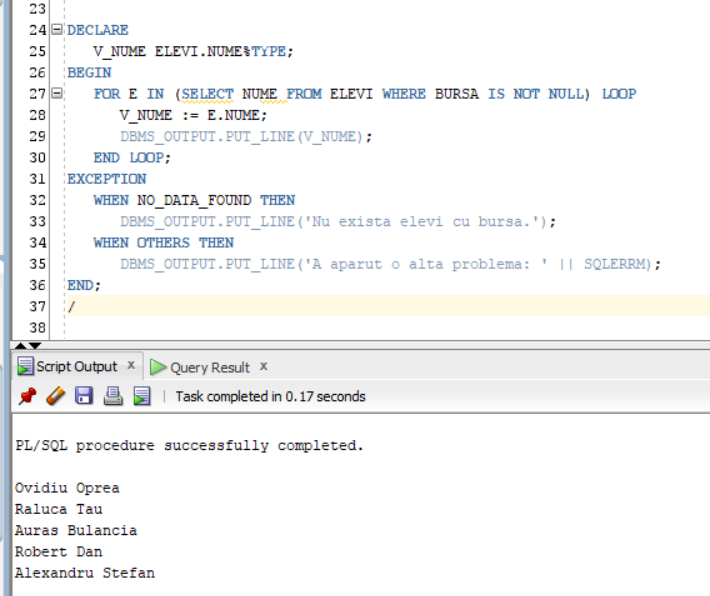 23
24 DECLARE
25 V_NUME ELEVI.NUME%TYPE;
26 BEGIN
27 FOR E IN (SELECT NUME FROM ELEVI WHERE BURSA IS NOT NULL) LOOP
28 V_NUME := E.NUME;
29 DBMS_OUTPUT.PUT_LINE(V_NUME);
30 END LOOP;
31 EXCEPTION
32 WHEN NO_DATA_FOUND THEN
33 DBMS_OUTPUT.PUT_LINE('Nu exista elevi cu bursa.');
34 WHEN OTHERS THEN
35 DBMS_OUTPUT.PUT_LINE('A aparut o alta problema: ' || SQLERRM);
36 END;
37 /
38
Script Output x Query Result x
Task completed in 0.17 seconds
PL/SQL procedure successfully completed.
Ovidiu Oprea
Raluca Tau
Auras Bulancia
Robert Dan
Alexandru Stefan